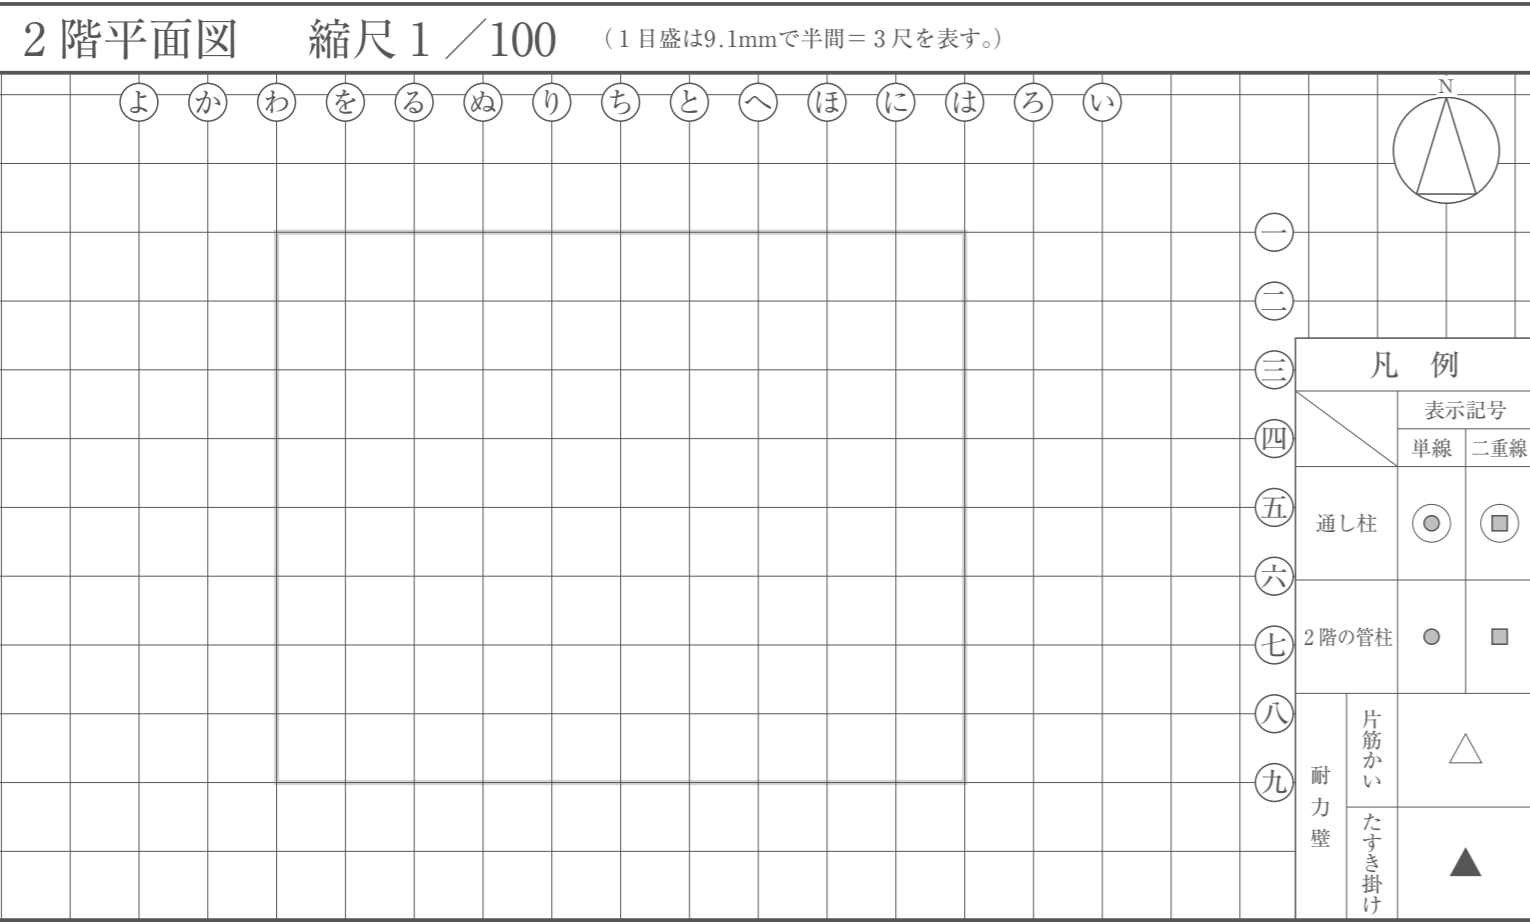 2階平面図 縮尺1／100 （1目盛は9.1mmで半間＝3尺を表す。）
よ か わ を る ぬ り ち と へ ほ に は ろ い
N
一
二
三
四
五
六
七
八
九
凡 例
表示記号
単線 二重線
通し柱
2階の管柱
耐力壁
片筋かい
たすき掛け